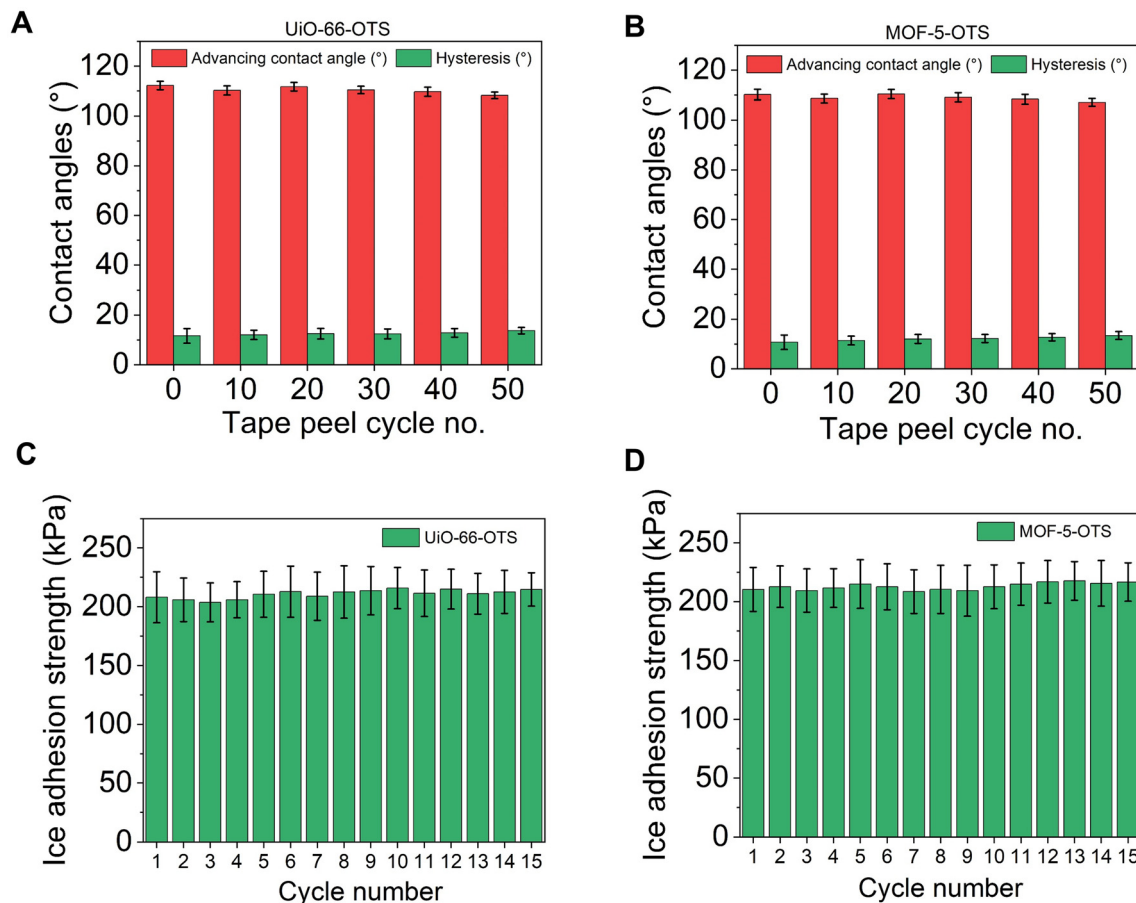 A
UiO-66-OTS
Advancing contact angle (°) Hysteresis (°)
120
100
80
60
40
20
0
Contact angles (°)
0 10 20 30 40 50
Tape peel cycle no.
B
MOF-5-OTS
Advancing contact angle (°) Hysteresis (°)
120
100
80
60
40
20
0
Contact angles (°)
0 10 20 30 40 50
Tape peel cycle no.
C
UiO-66-OTS
250
200
150
100
50
0
Ice adhesion strength (kPa)
1 2 3 4 5 6 7 8 9 10 11 12 13 14 15
Cycle number
D
MOF-5-OTS
250
200
150
100
50
0
Ice adhesion strength (kPa)
1 2 3 4 5 6 7 8 9 10 11 12 13 14 15
Cycle number